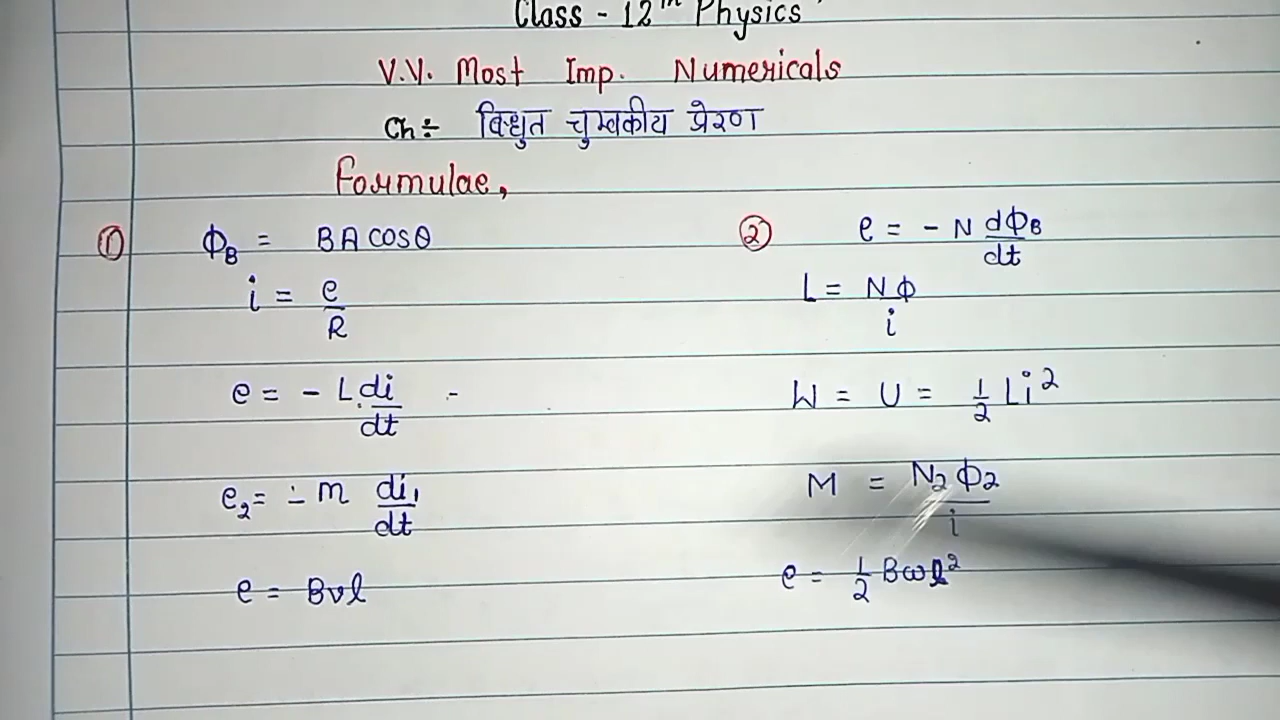 Class - 12th Physics
V.V. Most Imp. Numericals
Ch÷ विधुत चुम्बकीय प्रेरण
Formulae,
① ϕB = BA cosθ
② e = - N dϕB/dt
i = e/R
L = Nϕ/i
e = - L di/dt -
W = U = 1/2 Li²
e₂ = - m di₁/dt
M = N₂ϕ₂/i
e = Bvl
e = 1/2 Bωl²